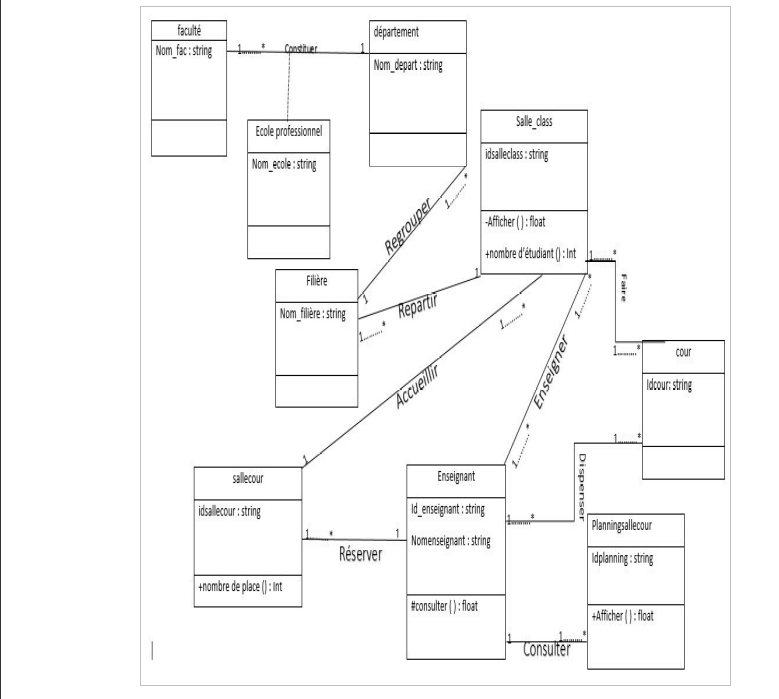 faculté
Nom_fac : string
1........*
Constituer
1
département
Nom_depart : string
Ecole professionnel
Nom_ecole : string
Salle_class
idsalleclass : string
-Afficher ( ) : float
+nombre d'étudiant () : Int
1........*
Faire
1........*
Regrouper
1........*
1
Filière
Nom_filière : string
Repartir
1
1........*
Accueillir
1........*
1
Enseigner
1........*
1........*
cour
Idcour: string
1........*
Dispenser
1........*
sallecour
idsallecour : string
+nombre de place () : Int
1........*
Réserver
1
Enseignant
Id_enseignant : string
Nomenseignant : string
#consulter ( ) : float
Planningsallecour
Idplanning : string
+Afficher ( ) : float
1
1........*
Consulter